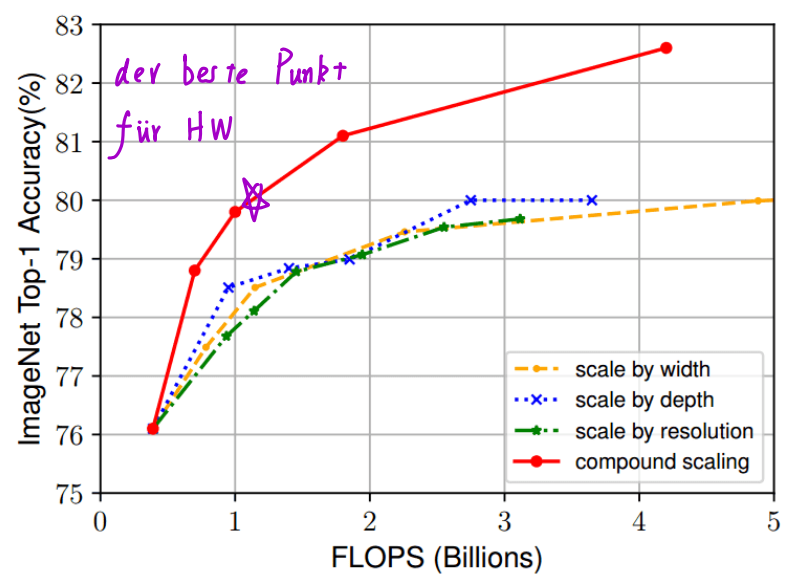 83
82
81
80
79
78
77
76
75
ImageNet Top-1 Accuracy(%)
der beste Punkt
für HW
scale by width
scale by depth
scale by resolution
compound scaling
0 1 2 3 4 5
FLOPS (Billions)